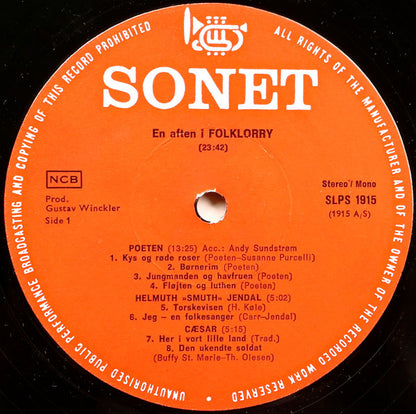 UNAUTHORISED PUBLIC PERFORMANCE BROADCASTING AND COPYING OF THIS RECORD PROHIBITED
ALL RIGHTS OF THE MANUFACTURER AND OF THE OWNER OF THE RECORDED WORK RESERVED
SONET
En aften i FOLKLORRY
(23:42)
NCB
Prod.
Gustav Winckler
Side 1
Stereo / Mono
SLPS 1915
(1915 A/S)
POETEN (13:25) Acc.: Andy Sundstrøm
1. Kys og røde roser (Poeten–Susanne Purcelli)
2. Børnerim (Poeten)
3. Jungmanden og havfruen (Poeten)
4. Fløjten og luthen (Poeten)
HELMUTH »SMUTH« JENDAL (5:02)
5. Torskevisen (H. Køle)
6. Jeg – en folkesanger (Carr–Jendal)
CÆSAR (5:15)
7. Her i vort lille land (Trad.)
8. Den ukendte soldat
(Buffy St. Marie–Th. Olesen)